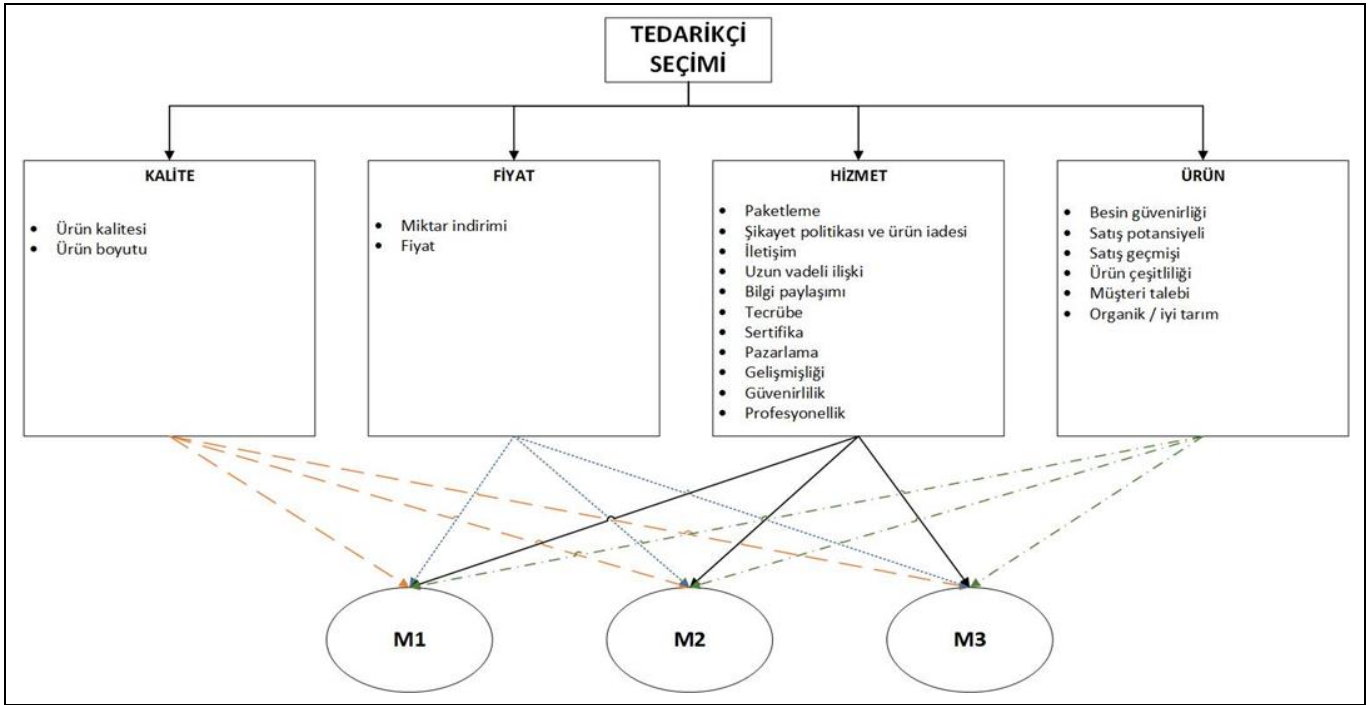 TEDARİKÇİ
SEÇİMİ
KALİTE
• Ürün kalitesi
• Ürün boyutu
FİYAT
• Miktar indirimi
• Fiyat
HİZMET
• Paketleme
• Şikayet politikası ve ürün iadesi
• İletişim
• Uzun vadeli ilişki
• Bilgi paylaşımı
• Tecrübe
• Sertifika
• Pazarlama
• Gelişmişliği
• Güvenirlilik
• Profesyonellik
ÜRÜN
• Besin güvenirliği
• Satış potansiyeli
• Satış geçmişi
• Ürün çeşitliliği
• Müşteri talebi
• Organik / iyi tarım
M1
M2
M3